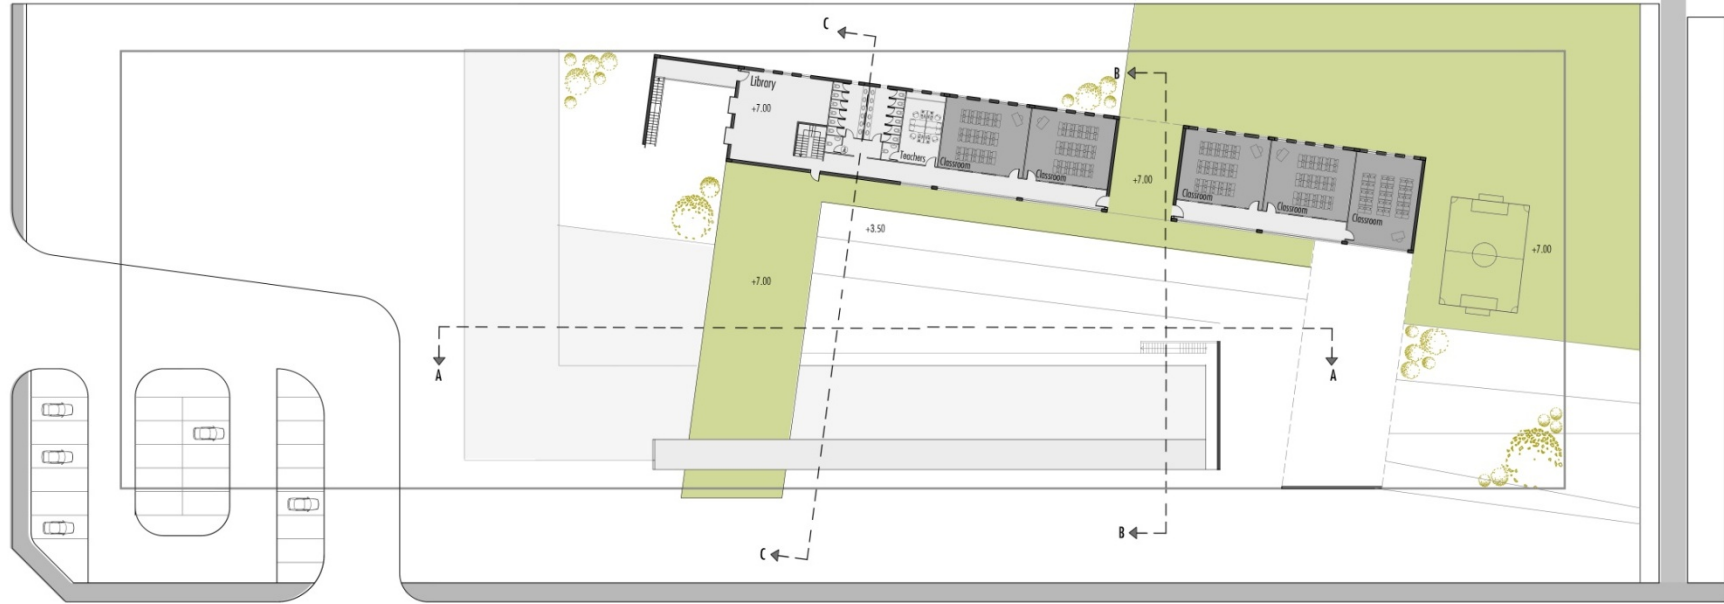 C
B
Library
+7.00
Teachers
Classroom
Classroom
+7.00
Classroom
Classroom
Classroom
+3.50
+7.00
+7.00
A
A
B
C